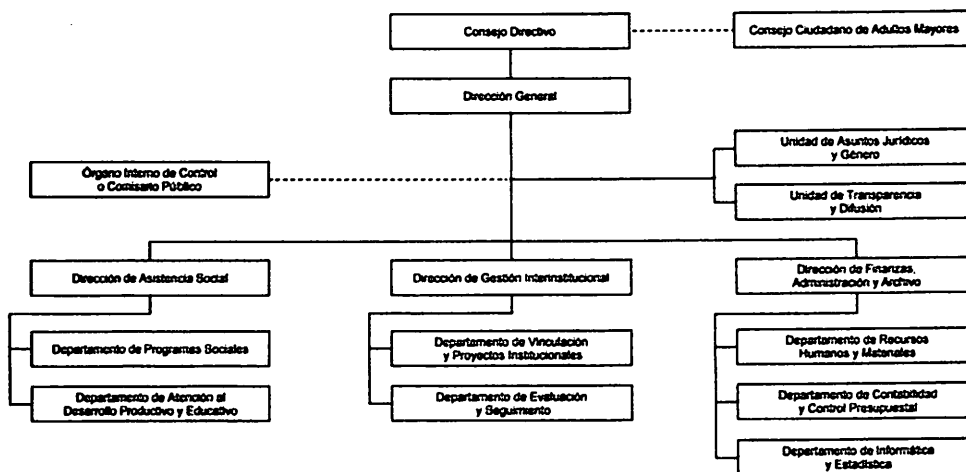 Consejo Directivo
Consejo Ciudadano de Adultos Mayores
Dirección General
Unidad de Asuntos Jurídicos
y Género
Órgano Interno de Control
o Comisario Público
Unidad de Transparencia
y Difusión
Dirección de Asistencia Social
Dirección de Gestión Interinstitucional
Dirección de Finanzas,
Administración y Archivo
Departamento de Programas Sociales
Departamento de Vinculación
y Proyectos Institucionales
Departamento de Recursos
Humanos y Materiales
Departamento de Atención al
Desarrollo Productivo y Educativo
Departamento de Evaluación
y Seguimiento
Departamento de Contabilidad
y Control Presupuestal
Departamento de Informática
y Estadística